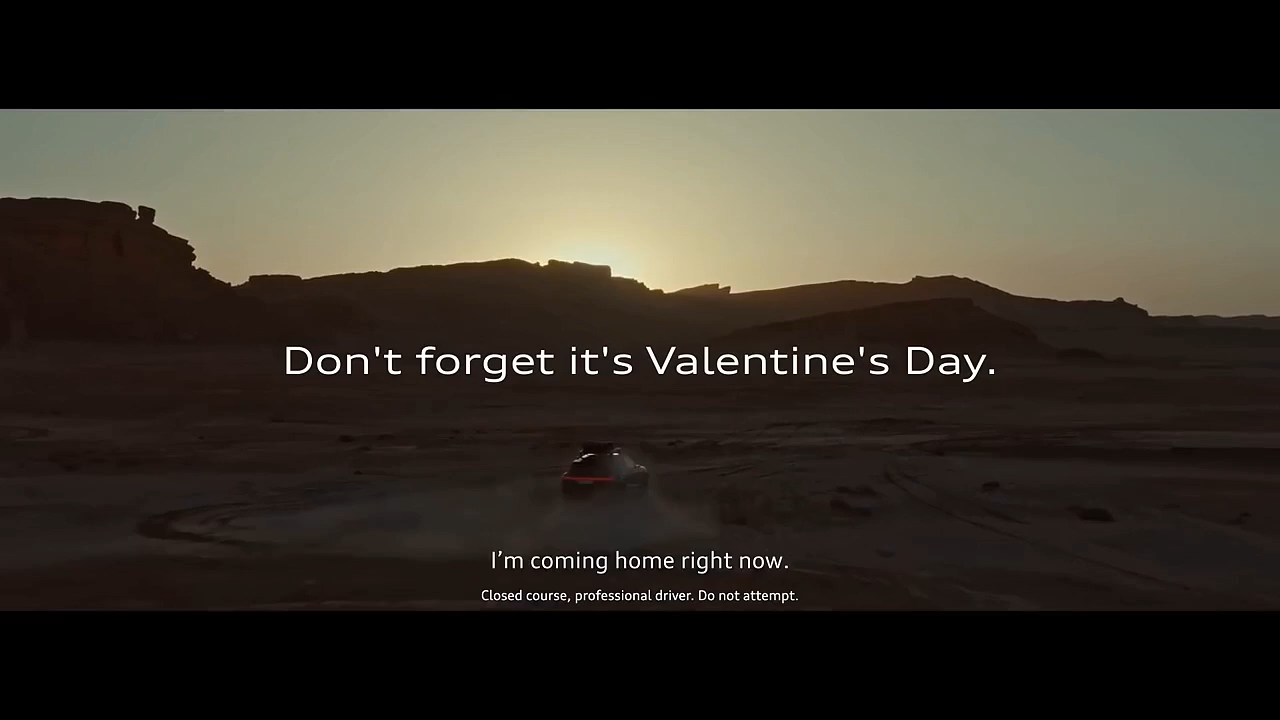 Don't forget it's Valentine's Day.
I’m coming home right now.
Closed course, professional driver. Do not attempt.